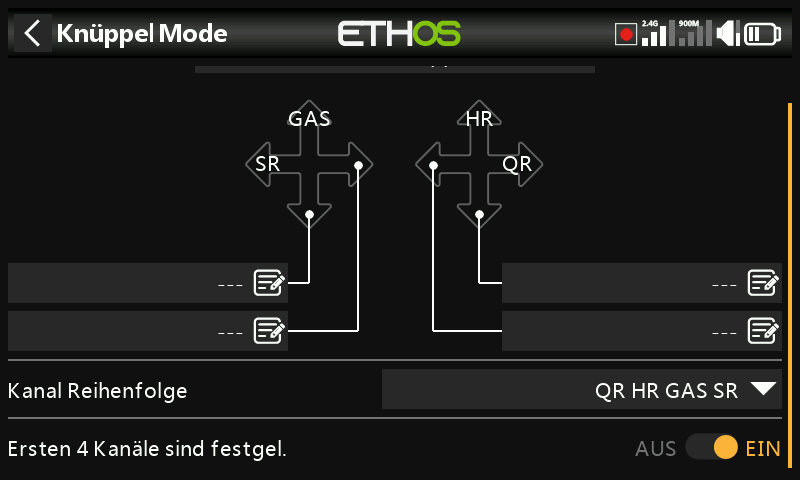 Knüppel Mode
ETHOS
2.4G
900M
GAS
HR
SR
QR
---
---
---
---
Kanal Reihenfolge
QR HR GAS SR
Ersten 4 Kanäle sind festgel.
AUS
EIN